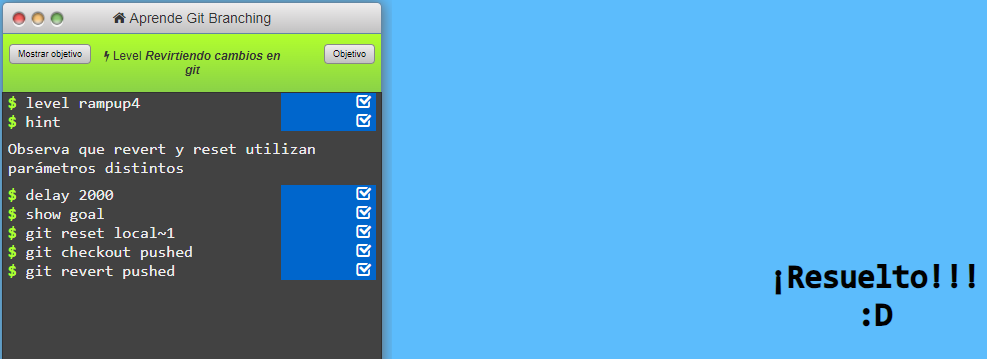 Aprende Git Branching
Mostrar objetivo
Level Revirtiendo cambios en
git
Objetivo
$ level rampup4
$ hint
Observa que revert y reset utilizan
parámetros distintos
$ delay 2000
$ show goal
$ git reset local~1
$ git checkout pushed
$ git revert pushed
¡Resuelto!!!
:D